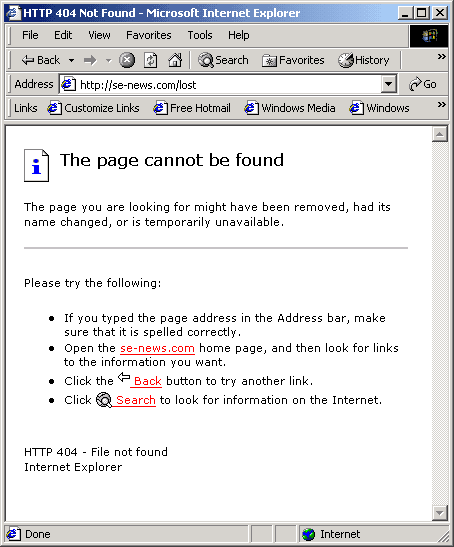 HTTP 404 Not Found - Microsoft Internet Explorer
File Edit View Favorites Tools Help
Back Search Favorites History »
Address http://se-news.com/lost Go
Links Customize Links Free Hotmail Windows Media Windows »
The page cannot be found
The page you are looking for might have been removed, had its
name changed, or is temporarily unavailable.
Please try the following:
If you typed the page address in the Address bar, make
sure that it is spelled correctly.
Open the se-news.com home page, and then look for links
to the information you want.
Click the Back button to try another link.
Click Search to look for information on the Internet.
HTTP 404 - File not found
Internet Explorer
Done Internet